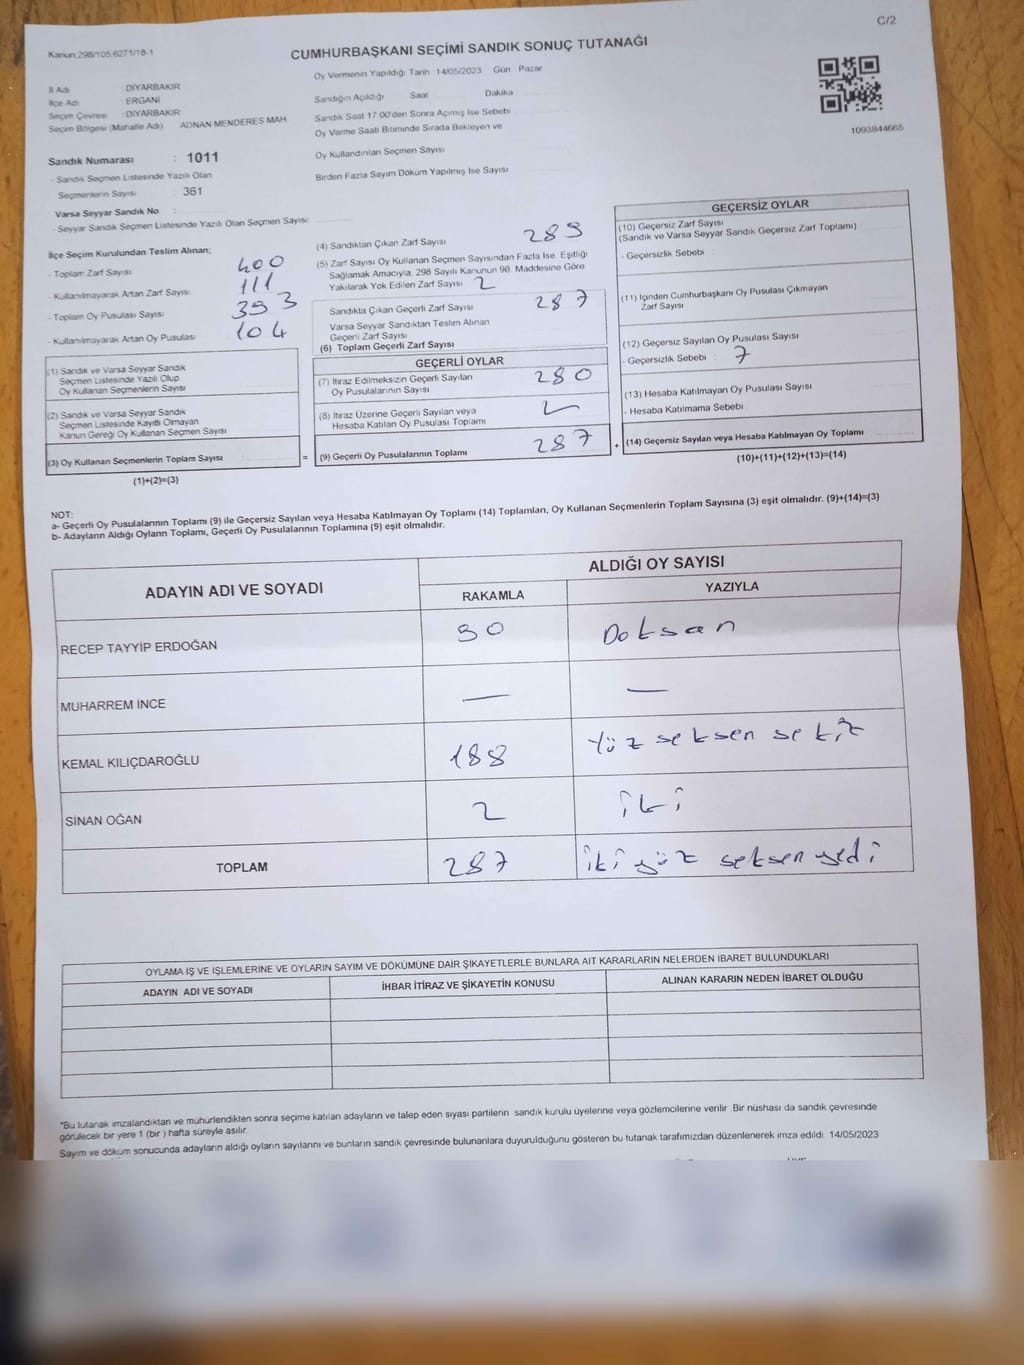 C/2
Kanun:298/105.6271/18-1
CUMHURBAŞKANI SEÇİMİ SANDIK SONUÇ TUTANAĞI
İl Adı DİYARBAKIR
İlçe Adı ERGANİ
Seçim Çevresi :DİYARBAKIR
Seçim Bölgesi (Mahalle Adı) ADNAN MENDERES MAH.
Sandık Numarası : 1011
- Sandık Seçmen Listesinde Yazılı Olan
Seçmenlerin Sayısı : 361
Varsa Seyyar Sandık No :
- Seyyar Sandık Seçmen Listesinde Yazılı Olan Seçmen Sayısı:
Oy Vermenin Yapıldığı Tarih 14/05/2023 Gün Pazar
Sandığın Açıldığı Saat Dakika
Sandık Saat 17:00'den Sonra Açımış İse Sebebi
Oy Verme Saati Bitiminde Sırada Bekleyen ve
Oy Kullandırılan Seçmen Sayısı
Birden Fazla Sayım Döküm Yapılmış İse Sayısı
1093844665
İlçe Seçim Kurulundan Teslim Alınan;
- Toplam Zarf Sayısı 400
- Kullanılmayarak Artan Zarf Sayısı 111
- Toplam Oy Pusulası Sayısı 393
- Kullanılmayarak Artan Oy Pusulası 104
(1) Sandık ve Varsa Seyyar Sandık
Seçmen Listesinde Yazılı Olup
Oy Kullanan Seçmenlerin Sayısı
(2) Sandık ve Varsa Seyyar Sandık
Seçmen Listesinde Kayıtlı Olmayan
Kanun Gereği Oy Kullanan Seçmen Sayısı
(3) Oy Kullanan Seçmenlerin Toplam Sayısı
(1)+(2)=(3)
=
(4) Sandıktan Çıkan Zarf Sayısı 289
(5) Zarf Sayısı Oy Kullanan Seçmen Sayısından Fazla İse, Eşitliği
Sağlamak Amacıyla, 298 Sayılı Kanunun 98. Maddesine Göre
Yakılarak Yok Edilen Zarf Sayısı 2
Sandıkta Çıkan Geçerli Zarf Sayısı 287
Varsa Seyyar Sandıktan Teslim Alınan
Geçerli Zarf Sayısı
(6) Toplam Geçerli Zarf Sayısı
GEÇERLİ OYLAR
(7) İtiraz Edilmeksizin Geçerli Sayılan 280
Oy Pusulalarının Sayısı
(8) İtiraz Üzerine Geçerli Sayılan veya
Hesaba Katılan Oy Pusulası Toplamı
(9) Geçerli Oy Pusulalarının Toplamı 287
+
GEÇERSİZ OYLAR
(10) Geçersiz Zarf Sayısı
(Sandık ve Varsa Seyyar Sandık Geçersiz Zarf Toplamı)
- Geçersizlik Sebebi :
(11) İçinden Cumhurbaşkanı Oy Pusulası Çıkmayan
Zarf Sayısı
(12) Geçersiz Sayılan Oy Pusulası Sayısı
- Geçersizlik Sebebi : 7
(13) Hesaba Katılmayan Oy Pusulası Sayısı
- Hesaba Katılmama Sebebi
(14) Geçersiz Sayılan veya Hesaba Katılmayan Oy Toplamı
(10)+(11)+(12)+(13)=(14)
NOT:
a- Geçerli Oy Pusulalarının Toplamı (9) ile Geçersiz Sayılan veya Hesaba Katılmayan Oy Toplamı (14) Toplamları, Oy Kullanan Seçmenlerin Toplam Sayısına (3) eşit olmalıdır. (9)+(14)=(3)
b- Adayların Aldığı Oyların Toplamı, Geçerli Oy Pusulalarının Toplamına (9) eşit olmalıdır.
ADAYIN ADI VE SOYADI ALDIĞI OY SAYISI
RAKAMLA YAZIYLA
RECEP TAYYİP ERDOĞAN 90 Doksan
MUHARREM İNCE — —
KEMAL KILIÇDAROĞLU 188 Yüz seksen sekiz
SİNAN OĞAN 2 iki
TOPLAM 287 iki yüz seksen yedi
OYLAMA İŞ VE İŞLEMLERİNE VE OYLARIN SAYIM VE DÖKÜMÜNE DAİR ŞİKAYETLERLE BUNLARA AİT KARARLARIN NELERDEN İBARET BULUNDUKLARI
ADAYIN ADI VE SOYADI İHBAR İTİRAZ VE ŞİKAYETİN KONUSU ALINAN KARARIN NEDEN İBARET OLDUĞU
"Bu tutanak imzalandıktan ve mühürlendikten sonra seçime katılan adayların ve talep eden siyasi partilerin sandık kurulu üyelerine veya gözlemcilerine verilir. Bir nüshası da sandık çevresinde
görülecek bir yere 1 (bir ) hafta süreyle asılır.
Sayım ve döküm sonucunda adayların aldığı oyların sayılarını ve bunların sandık çevresinde bulunanlara duyurulduğunu gösteren bu tutanak tarafımızdan düzenlenerek imza edildi. 14/05/2023